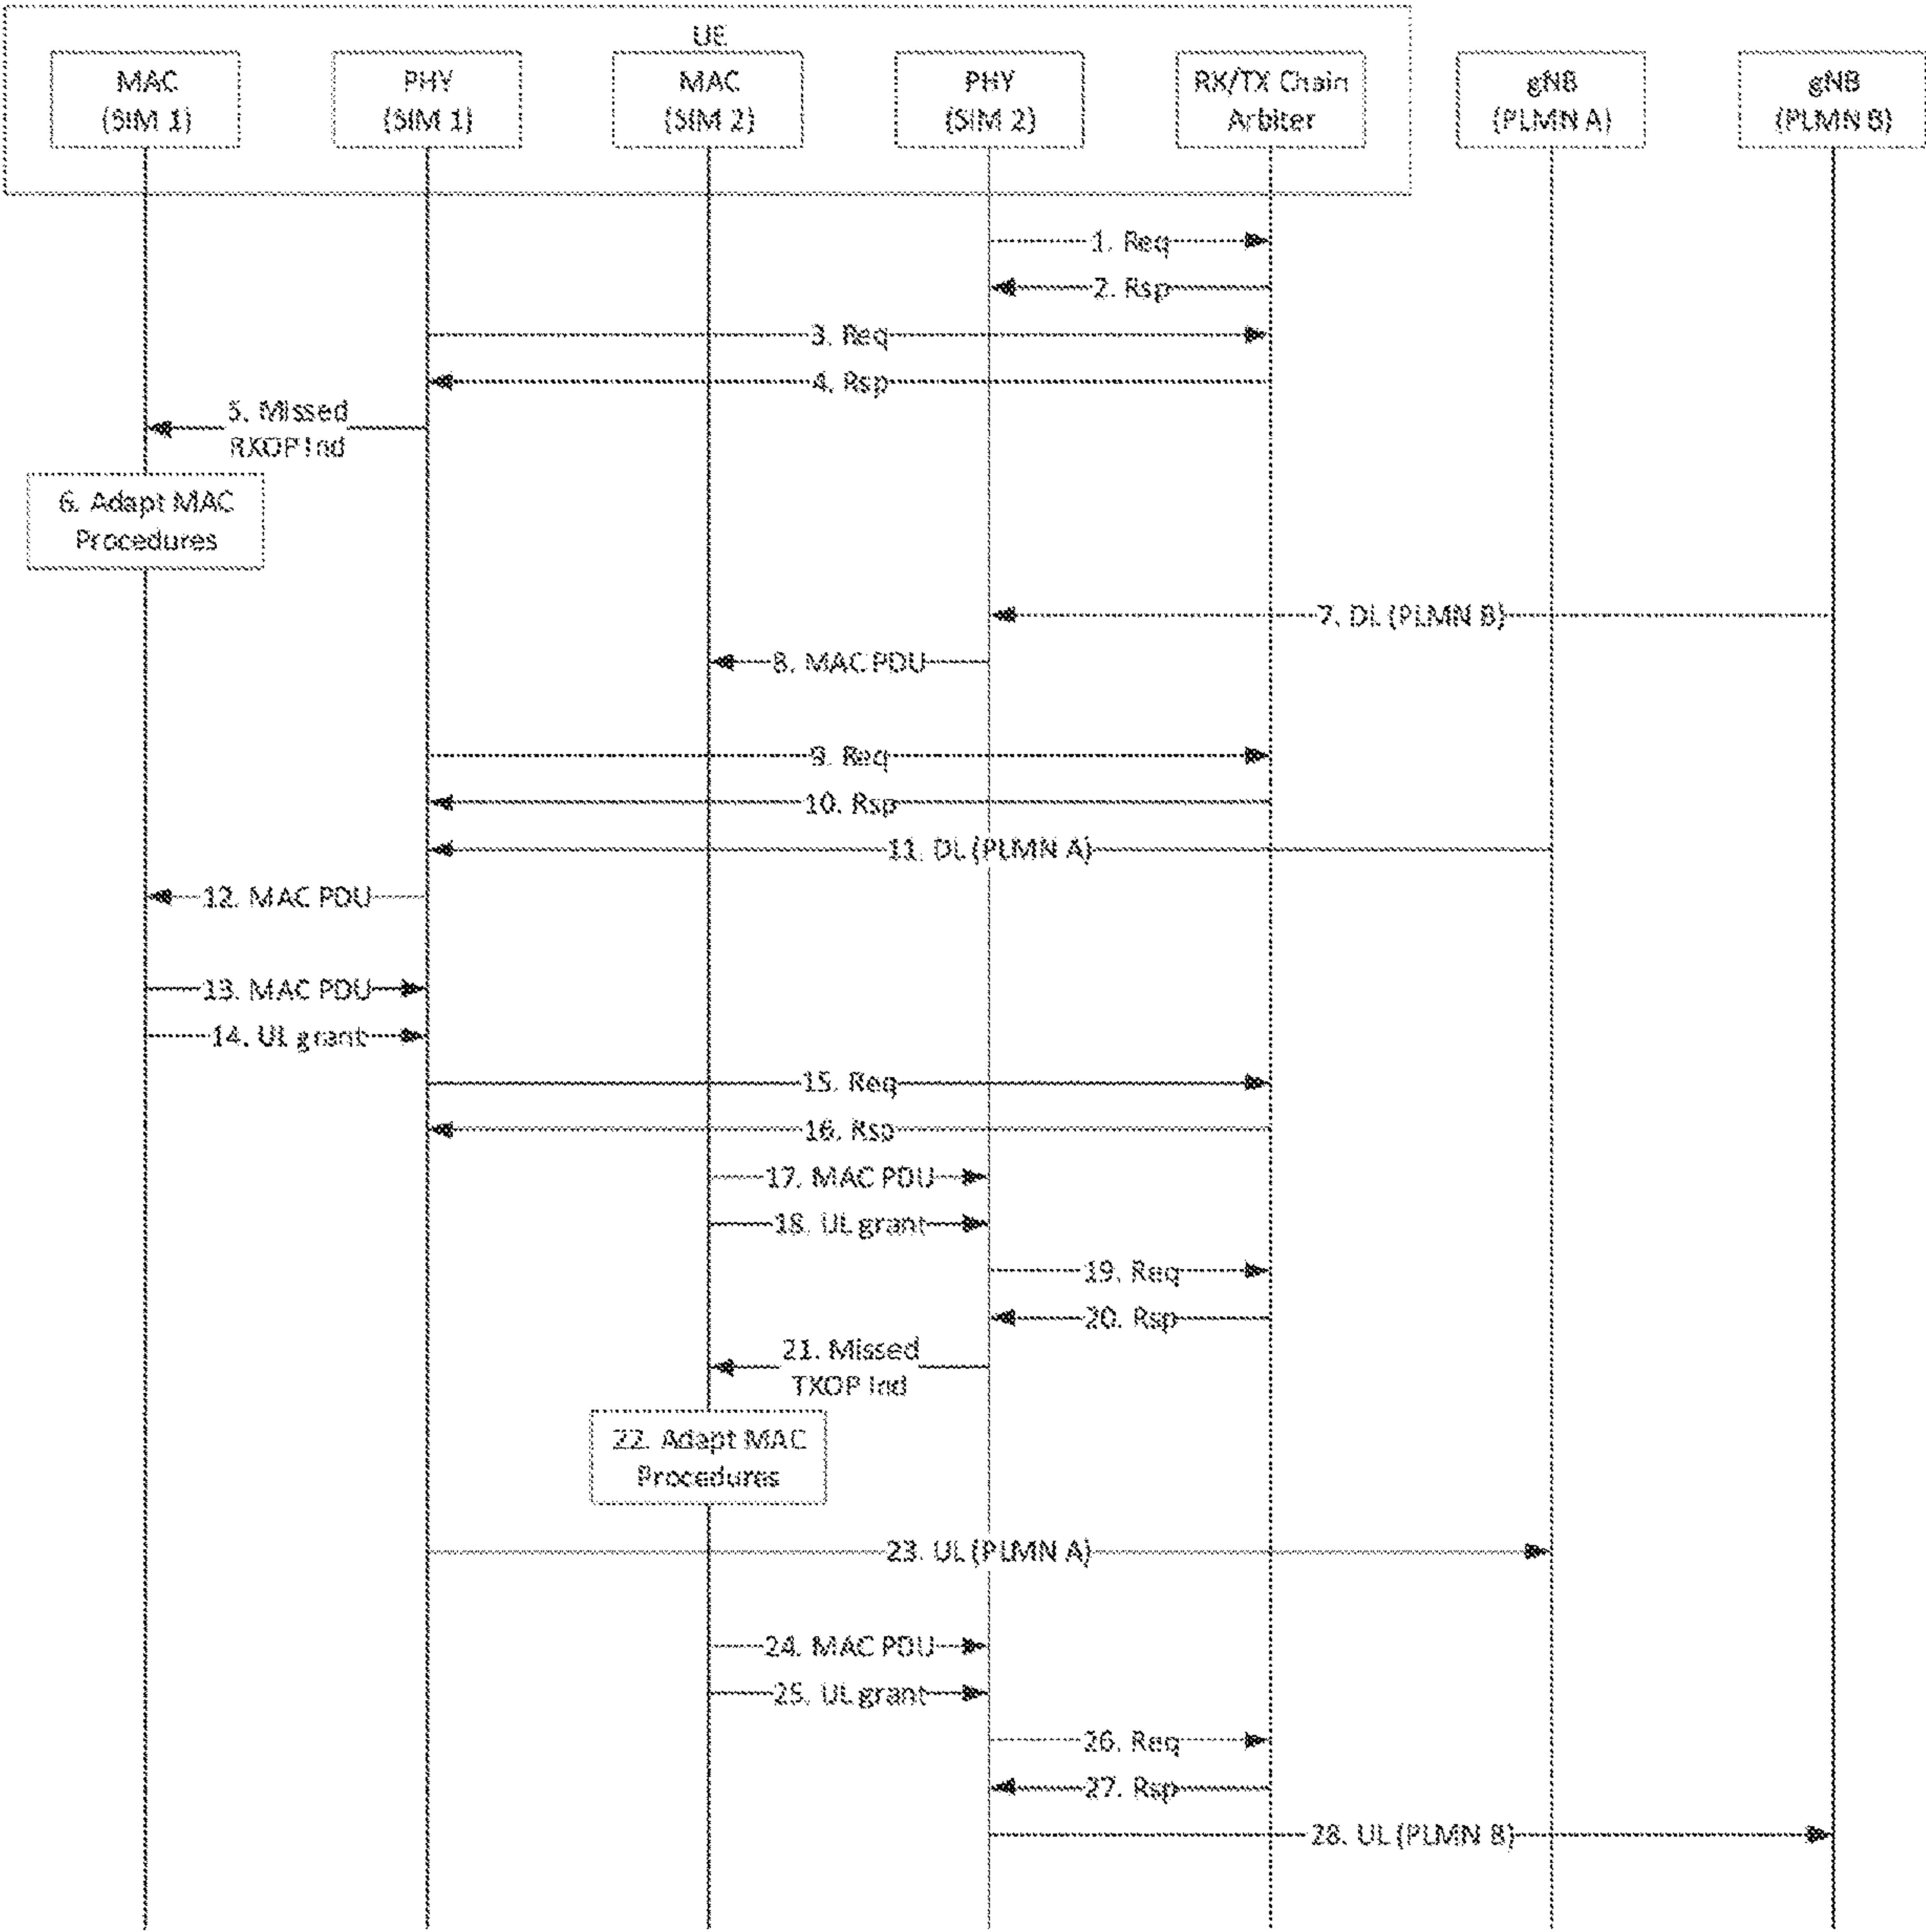 UE
MAC
(SIM 1)
PHY
(SIM 1)
MAC
(SIM 2)
PHY
(SIM 2)
RX/TX Chain
Arbiter
gNB
(PLMN A)
gNB
(PLMN B)
1. Req
2. Rsp
3. Req
4. Rsp
5. Missed
RXOP Ind
6. Adapt MAC
Procedures
7. DL (PLMN B)
8. MAC PDU
9. Req
10. Rsp
11. DL (PLMN A)
12. MAC PDU
13. MAC PDU
14. UL grant
15. Req
16. Rsp
17. MAC PDU
18. UL grant
19. Req
20. Rsp
21. Missed
TXOP Ind
22. Adapt MAC
Procedures
23. UL (PLMN A)
24. MAC PDU
25. UL grant
26. Req
27. Rsp
28. UL (PLMN B)